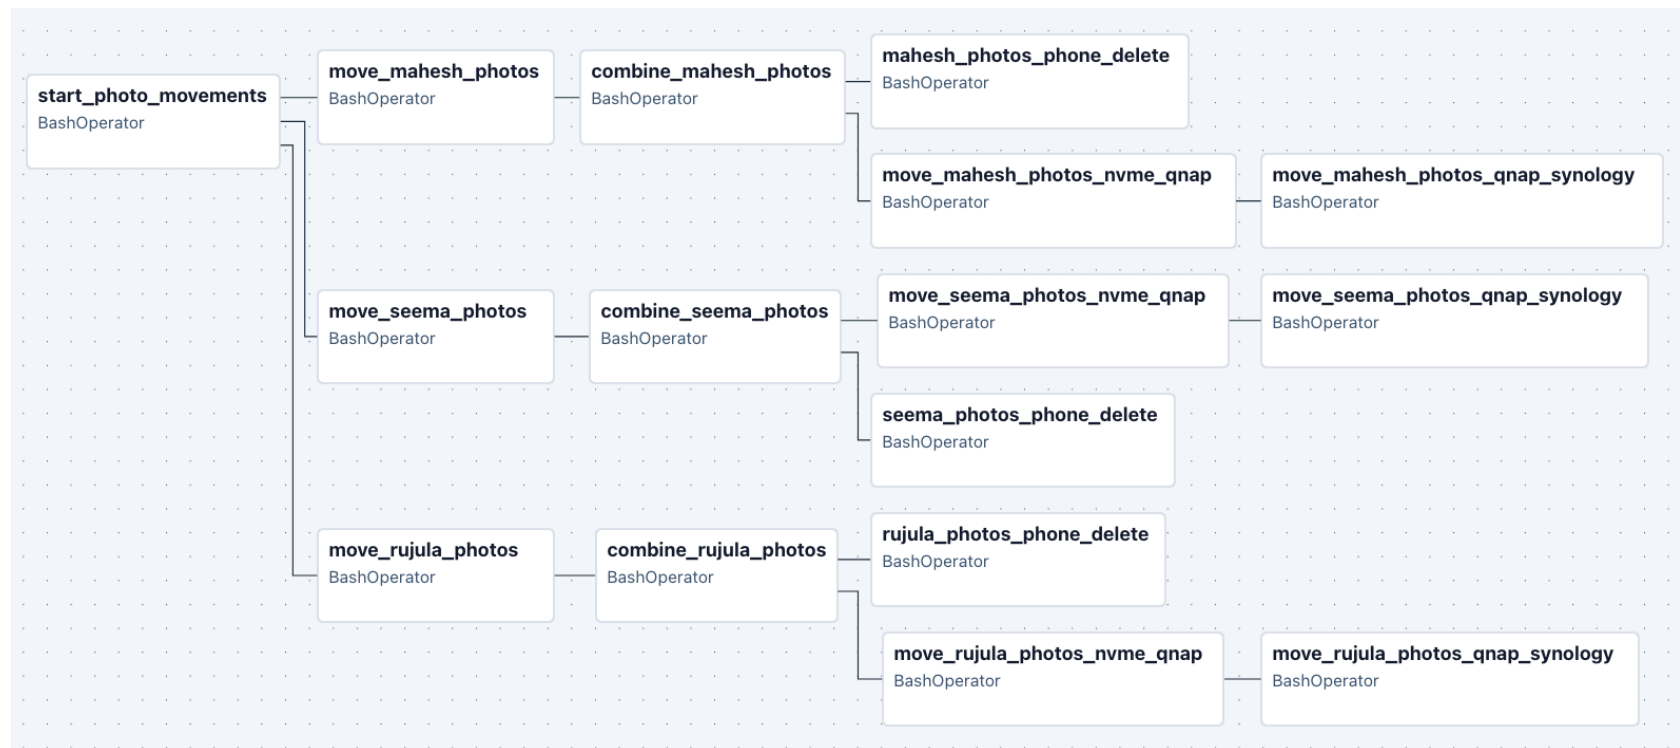 start_photo_movements
BashOperator
move_mahesh_photos
BashOperator
combine_mahesh_photos
BashOperator
mahesh_photos_phone_delete
BashOperator
move_mahesh_photos_nvme_qnap
BashOperator
move_mahesh_photos_qnap_synology
BashOperator
move_seema_photos
BashOperator
combine_seema_photos
BashOperator
move_seema_photos_nvme_qnap
BashOperator
move_seema_photos_qnap_synology
BashOperator
seema_photos_phone_delete
BashOperator
move_rujula_photos
BashOperator
combine_rujula_photos
BashOperator
rujula_photos_phone_delete
BashOperator
move_rujula_photos_nvme_qnap
BashOperator
move_rujula_photos_qnap_synology
BashOperator